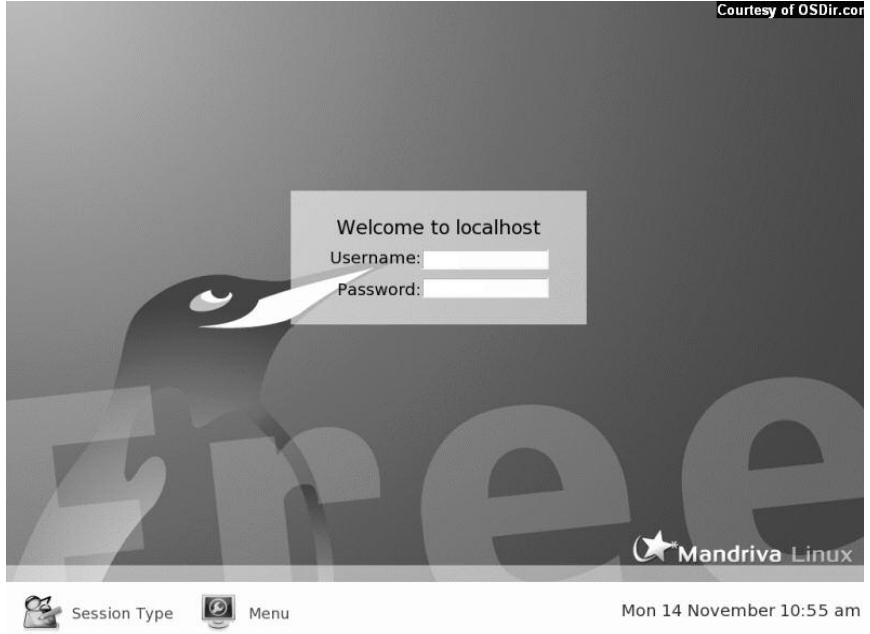 Courtesy of OSDir.com
Welcome to localhost
Username:
Password:
Free
Mandriva Linux
Session Type
Menu
Mon 14 November 10:55 am